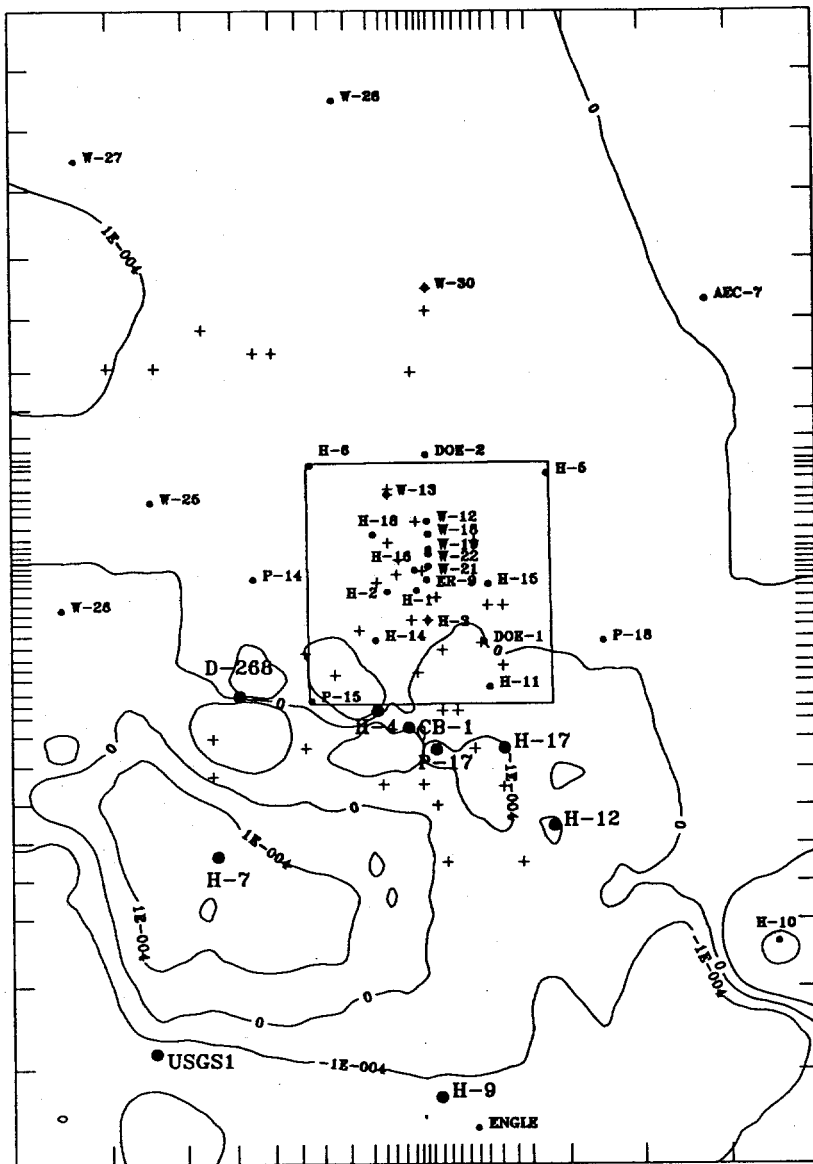 0
W-26
W-27
1E-004
W-30
AEC-7
H-6
DOE-2
H-5
W-13
W-25
W-12
H-18
W-18
W-22
H-16
W-21
P-14
ER-9
H-15
H-2
H-1
W-26
H-3
H-14
DOE-1
P-18
0
D-268
H-11
P-15
0
H-4
CB-1
H-17
P-17
0
-1E-004
0
H-12
0
1E-004
H-7
1E-004
H-10
0
-1E-004
0
0
USGS1
-1E-004
H-9
ENGLE